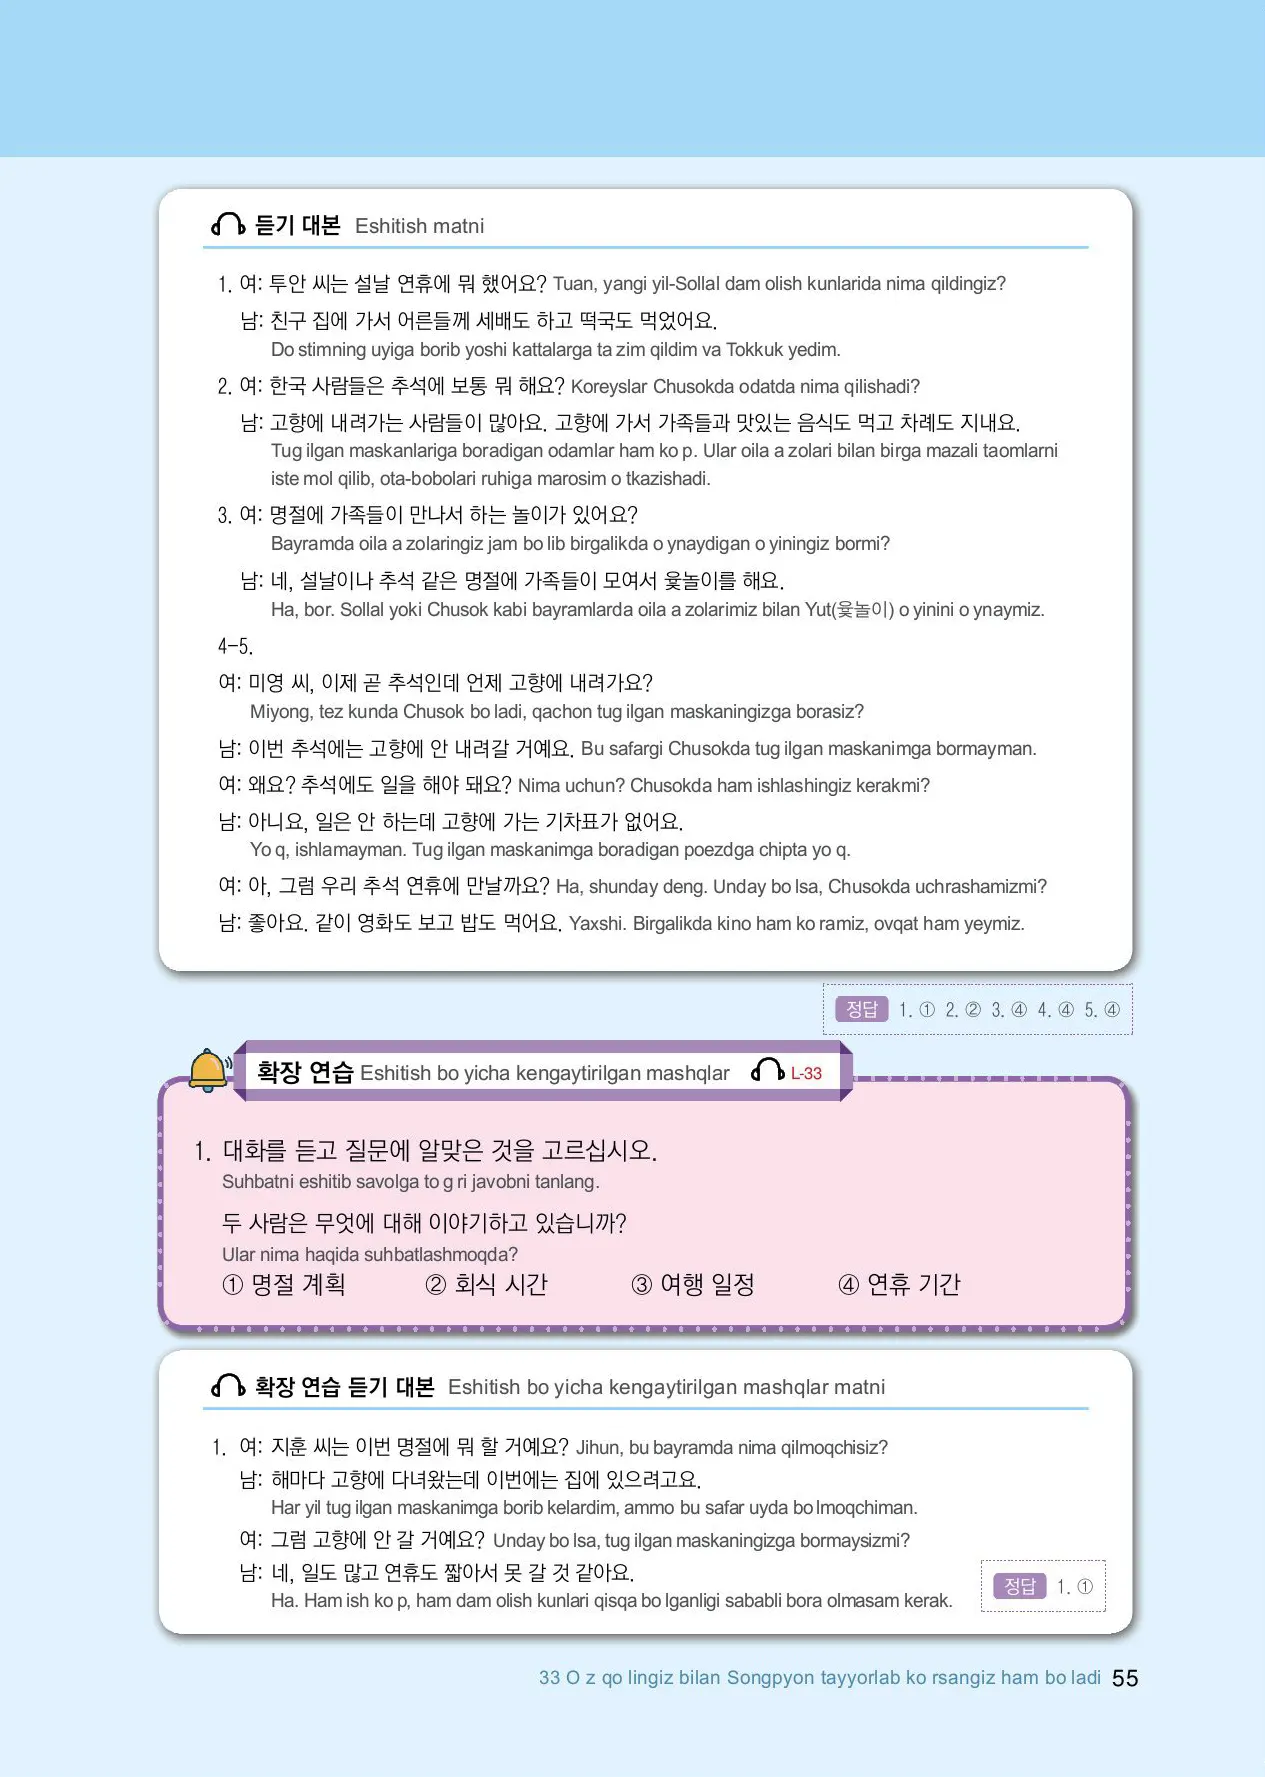 듣기 대본 Eshitish matni
1. 여: 투안 씨는 설날 연휴에 뭐 했어요? Tuan, yangi yil-Sollal dam olish kunlarida nima qildingiz?
남: 친구 집에 가서 어른들께 세배도 하고 떡국도 먹었어요.
Do stimning uyiga borib yoshi kattalarga ta zim qildim va Tokkuk yedim.
2. 여: 한국 사람들은 추석에 보통 뭐 해요? Koreyslar Chusokda odatda nima qilishadi?
남: 고향에 내려가는 사람들이 많아요. 고향에 가서 가족들과 맛있는 음식도 먹고 차례도 지내요.
Tug ilgan maskanlariga boradigan odamlar ham ko p. Ular oila a zolari bilan birga mazali taomlarni
iste mol qilib, ota-bobolari ruhiga marosim o tkazishadi.
3. 여: 명절에 가족들이 만나서 하는 놀이가 있어요?
Bayramda oila a zolaringiz jam bo lib birgalikda o ynaydigan o yiningiz bormi?
남: 네, 설날이나 추석 같은 명절에 가족들이 모여서 윷놀이를 해요.
Ha, bor. Sollal yoki Chusok kabi bayramlarda oila a zolarimiz bilan Yut(윷놀이) o yinini o ynaymiz.
4-5.
여: 미영 씨, 이제 곧 추석인데 언제 고향에 내려가요?
Miyong, tez kunda Chusok bo ladi, qachon tug ilgan maskaningizga borasiz?
남: 이번 추석에는 고향에 안 내려갈 거예요. Bu safargi Chusokda tug ilgan maskanimga bormayman.
여: 왜요? 추석에도 일을 해야 돼요? Nima uchun? Chusokda ham ishlashingiz kerakmi?
남: 아니요, 일은 안 하는데 고향에 가는 기차표가 없어요.
Yo q, ishlamayman. Tug ilgan maskanimga boradigan poezdga chipta yo q.
여: 아, 그럼 우리 추석 연휴에 만날까요? Ha, shunday deng. Unday bo lsa, Chusokda uchrashamizmi?
남: 좋아요. 같이 영화도 보고 밥도 먹어요. Yaxshi. Birgalikda kino ham ko ramiz, ovqat ham yeymiz.
정답 1. ① 2. ② 3. ④ 4. ④ 5. ④
확장 연습 Eshitish bo yicha kengaytirilgan mashqlar L-33
1. 대화를 듣고 질문에 알맞은 것을 고르십시오.
Suhbatni eshitib savolga to g ri javobni tanlang.
두 사람은 무엇에 대해 이야기하고 있습니까?
Ular nima haqida suhbatlashmoqda?
① 명절 계획 ② 회식 시간 ③ 여행 일정 ④ 연휴 기간
확장 연습 듣기 대본 Eshitish bo yicha kengaytirilgan mashqlar matni
1. 여: 지훈 씨는 이번 명절에 뭐 할 거예요? Jihun, bu bayramda nima qilmoqchisiz?
남: 해마다 고향에 다녀왔는데 이번에는 집에 있으려고요.
Har yil tug ilgan maskanimga borib kelardim, ammo bu safar uyda bo lmoqchiman.
여: 그럼 고향에 안 갈 거예요? Unday bo lsa, tug ilgan maskaningizga bormaysizmi?
남: 네, 일도 많고 연휴도 짧아서 못 갈 것 같아요.
Ha. Ham ish ko p, ham dam olish kunlari qisqa bo lganligi sababli bora olmasam kerak.
정답 1. ①
33 O z qo lingiz bilan Songpyon tayyorlab ko rsangiz ham bo ladi 55